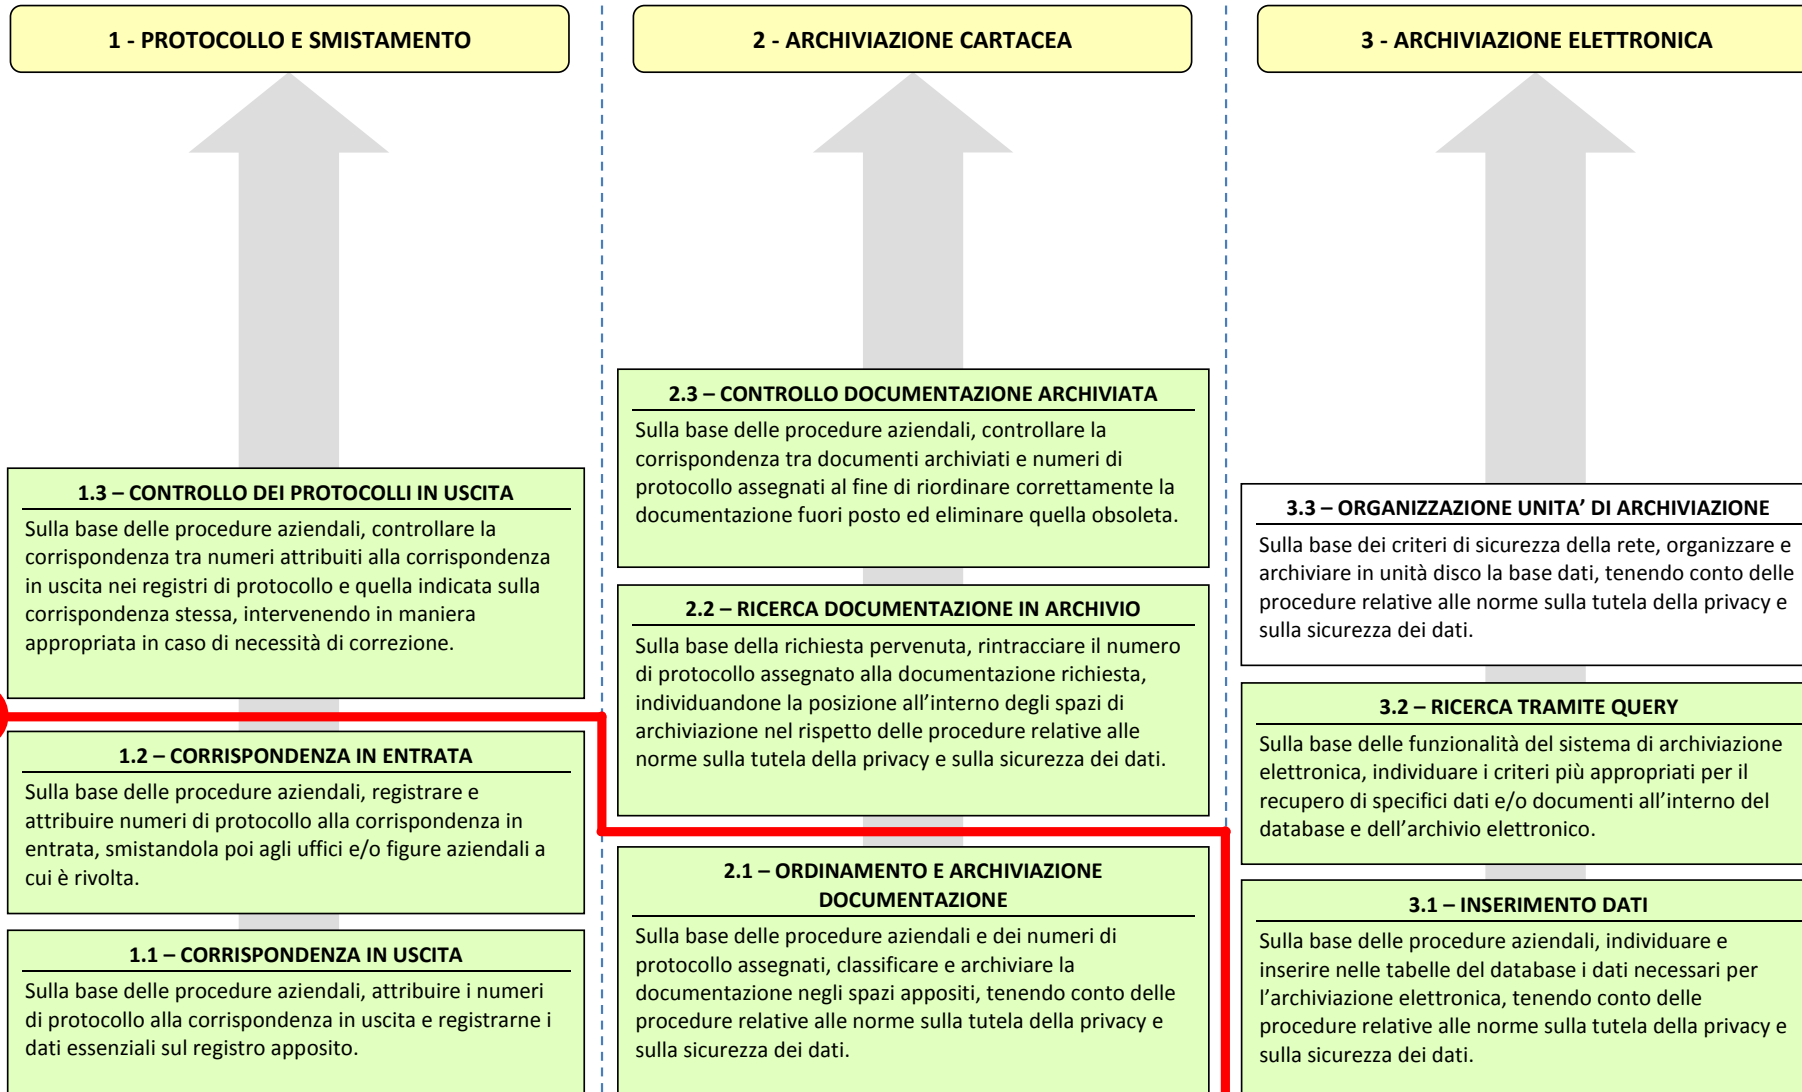 1 - PROTOCOLLO E SMISTAMENTO
1.3 – CONTROLLO DEI PROTOCOLLI IN USCITA
Sulla base delle procedure aziendali, controllare la
corrispondenza tra numeri attribuiti alla corrispondenza
in uscita nei registri di protocollo e quella indicata sulla
corrispondenza stessa, intervenendo in maniera
appropriata in caso di necessità di correzione.
1.2 – CORRISPONDENZA IN ENTRATA
Sulla base delle procedure aziendali, registrare e
attribuire numeri di protocollo alla corrispondenza in
entrata, smistandola poi agli uffici e/o figure aziendali a
cui è rivolta.
1.1 – CORRISPONDENZA IN USCITA
Sulla base delle procedure aziendali, attribuire i numeri
di protocollo alla corrispondenza in uscita e registrarne i
dati essenziali sul registro apposito.
2 - ARCHIVIAZIONE CARTACEA
2.3 – CONTROLLO DOCUMENTAZIONE ARCHIVIATA
Sulla base delle procedure aziendali, controllare la
corrispondenza tra documenti archiviati e numeri di
protocollo assegnati al fine di riordinare correttamente la
documentazione fuori posto ed eliminare quella obsoleta.
2.2 – RICERCA DOCUMENTAZIONE IN ARCHIVIO
Sulla base della richiesta pervenuta, rintracciare il numero
di protocollo assegnato alla documentazione richiesta,
individuandone la posizione all’interno degli spazi di
archiviazione nel rispetto delle procedure relative alle
norme sulla tutela della privacy e sulla sicurezza dei dati.
2.1 – ORDINAMENTO E ARCHIVIAZIONE
DOCUMENTAZIONE
Sulla base delle procedure aziendali e dei numeri di
protocollo assegnati, classificare e archiviare la
documentazione negli spazi appositi, tenendo conto delle
procedure relative alle norme sulla tutela della privacy e
sulla sicurezza dei dati.
3 - ARCHIVIAZIONE ELETTRONICA
3.3 – ORGANIZZAZIONE UNITA’ DI ARCHIVIAZIONE
Sulla base dei criteri di sicurezza della rete, organizzare e
archiviare in unità disco la base dati, tenendo conto delle
procedure relative alle norme sulla tutela della privacy e
sulla sicurezza dei dati.
3.2 – RICERCA TRAMITE QUERY
Sulla base delle funzionalità del sistema di archiviazione
elettronica, individuare i criteri più appropriati per il
recupero di specifici dati e/o documenti all’interno del
database e dell’archivio elettronico.
3.1 – INSERIMENTO DATI
Sulla base delle procedure aziendali, individuare e
inserire nelle tabelle del database i dati necessari per
l’archiviazione elettronica, tenendo conto delle
procedure relative alle norme sulla tutela della privacy e
sulla sicurezza dei dati.